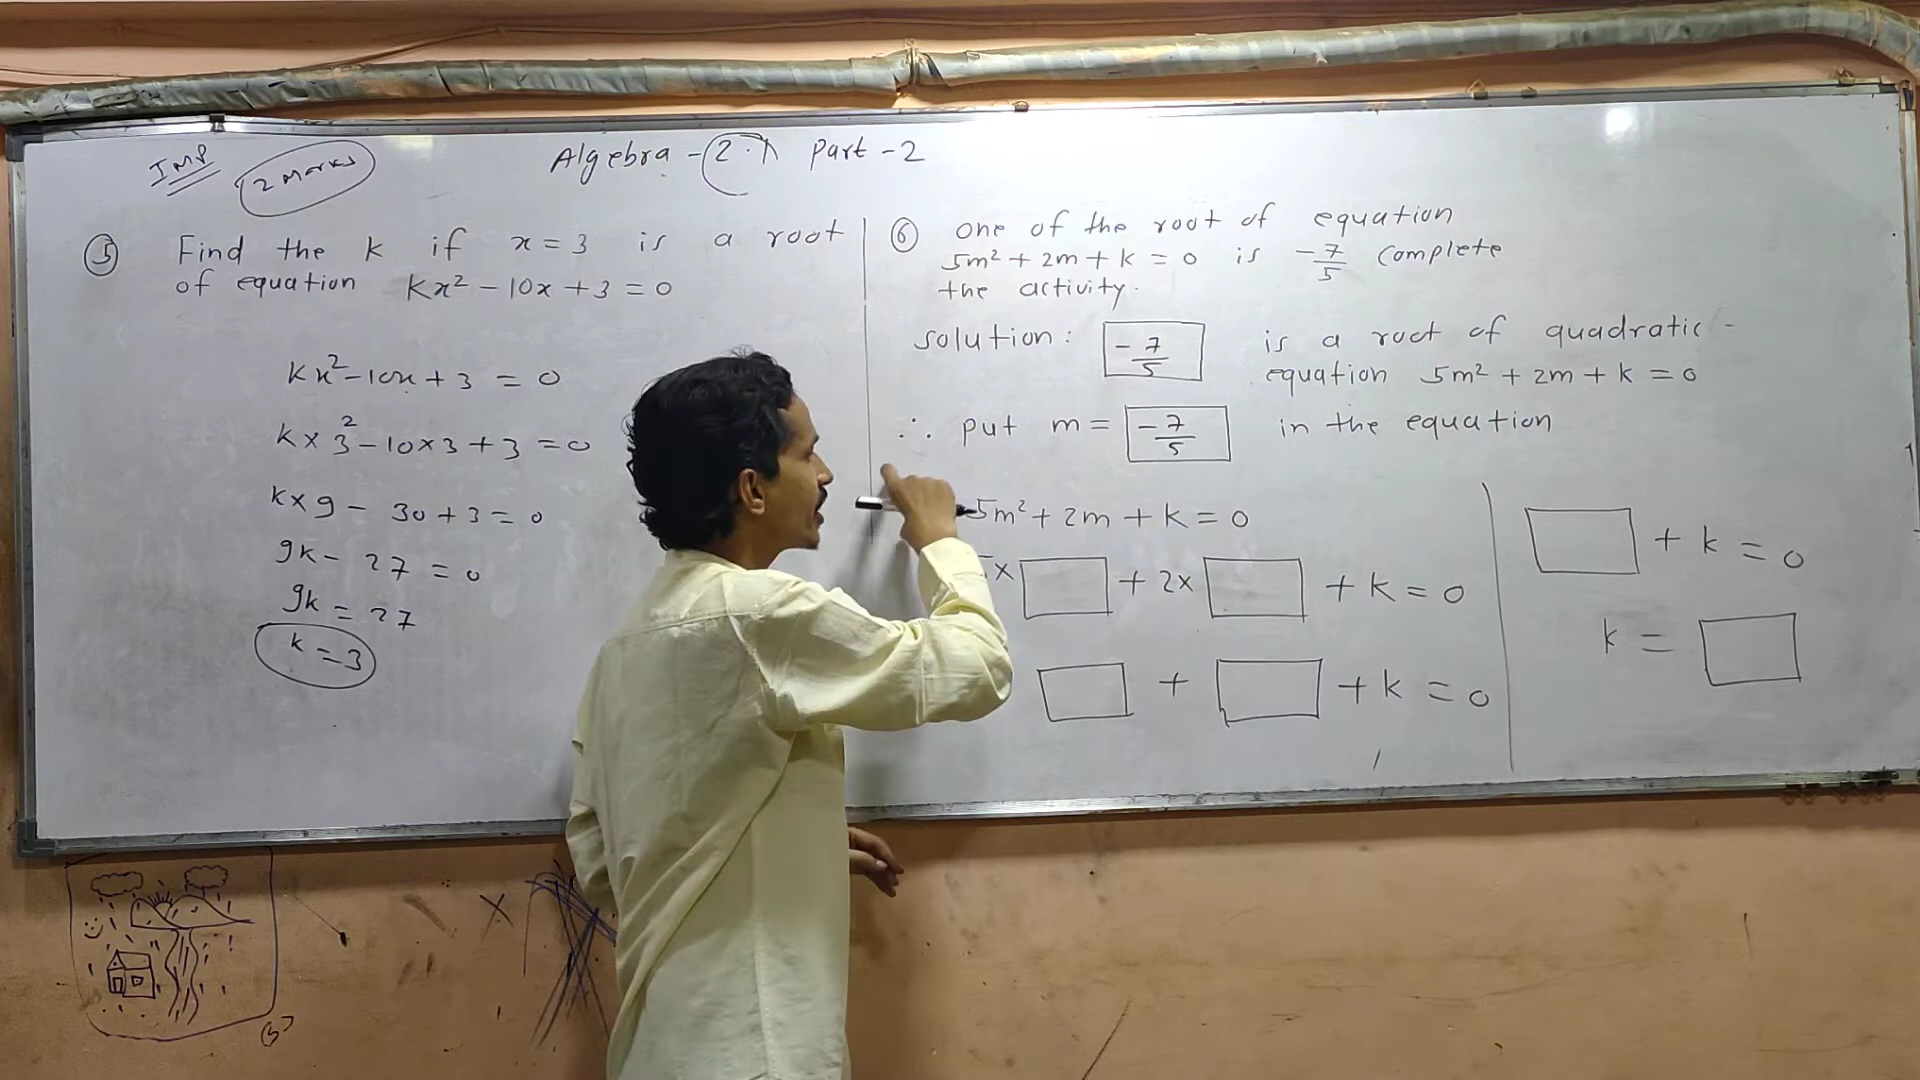 IMP
2 Marks
Algebra - 2.1 Part - 2
⑤ Find the k if x = 3 is a root
of equation Kx² - 10x + 3 = 0
Kx² - 10x + 3 = 0
k × 3² - 10×3 + 3 = 0
k × 9 - 30 + 3 = 0
9k - 27 = 0
9k = 27
k = 3
⑥ One of the root of equation
5m² + 2m + k = 0 is -7/5 complete
the activity.
Solution: -7/5 is a root of quadratic -
equation 5m² + 2m + k = 0
∴ put m = -7/5 in the equation
5m² + 2m + k = 0
× □ + 2× □ + k = 0
□ + □ + k = 0
□ + k = 0
k = □